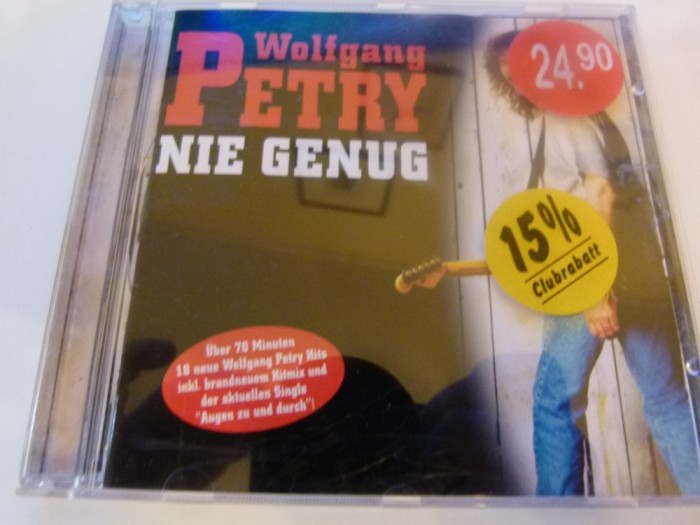 Wolfgang
PETRY
NIE GENUG
24.90
15%
Clubrabatt
Über 70 Minuten
18 neue Wolfgang Petry Hits
inkl. brandneuem Hitmix und
der aktuellen Single
"Augen zu und durch"!